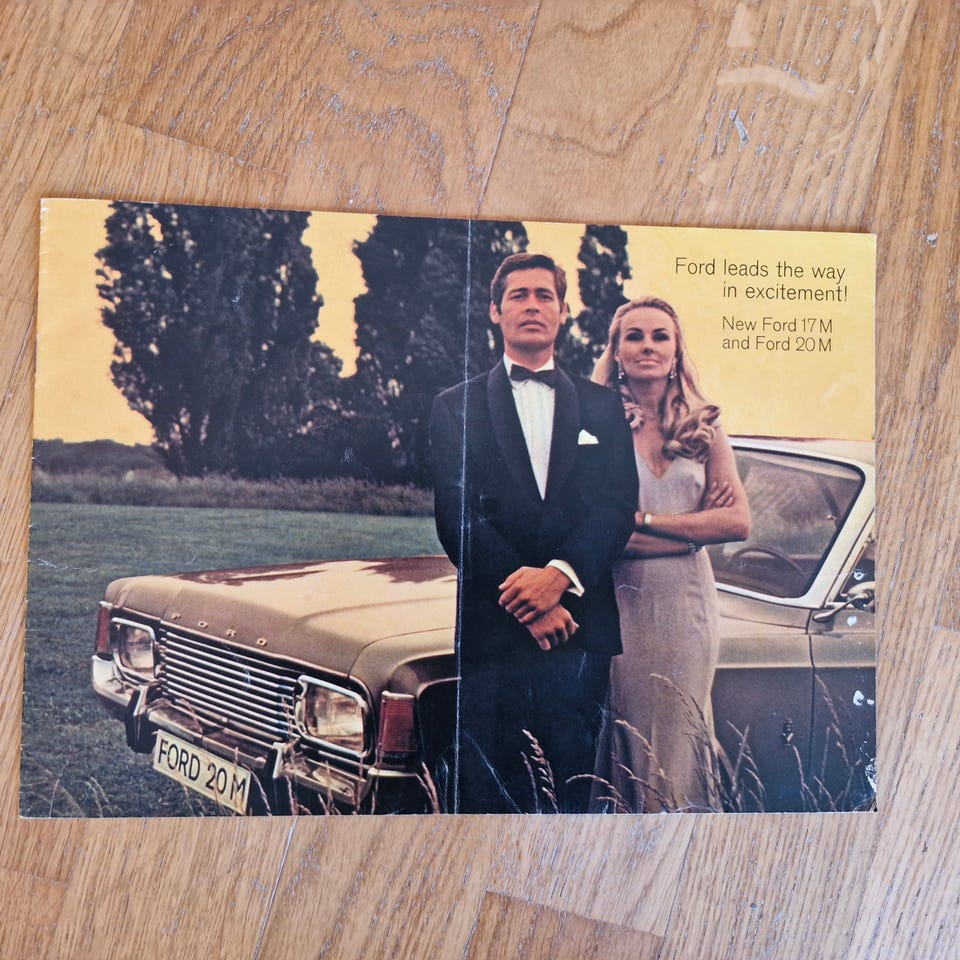 Ford leads the way
in excitement!
New Ford 17M
and Ford 20M
FORD
FORD 20 M